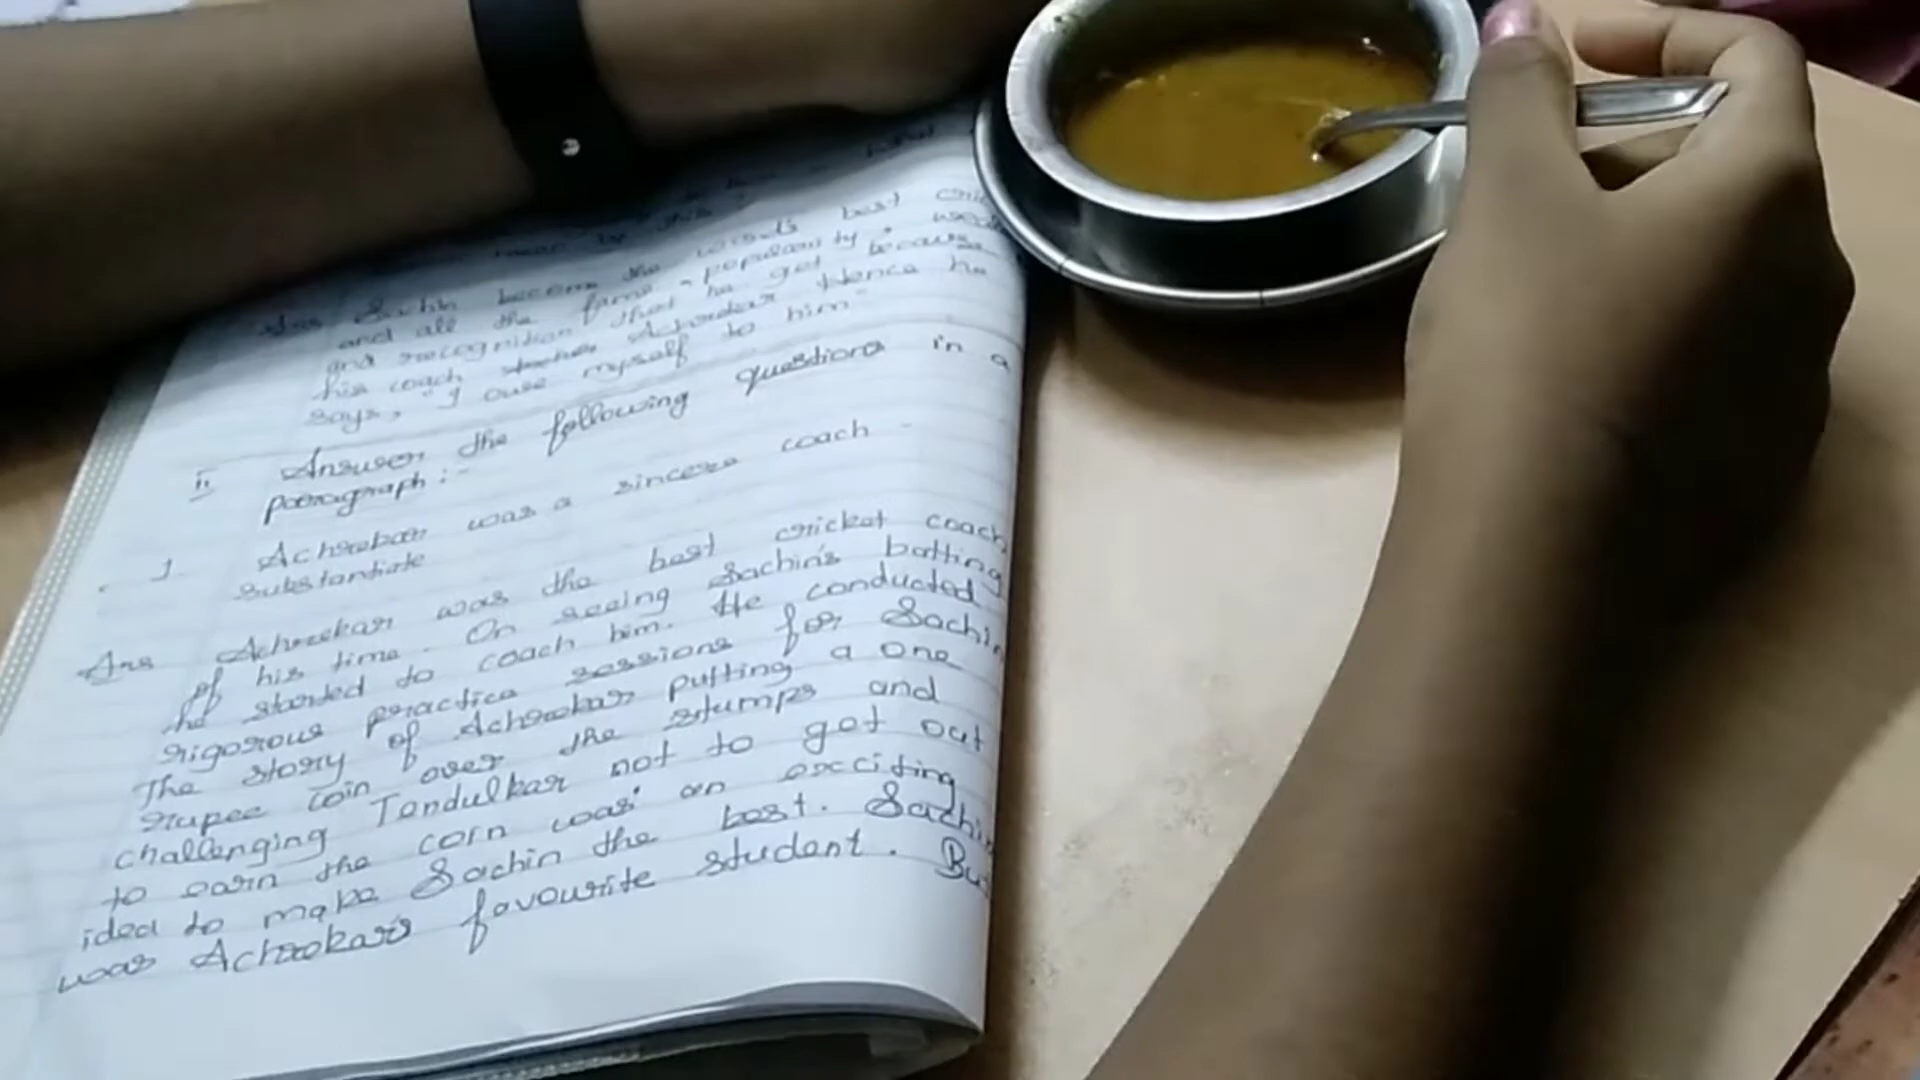 Ans Sachin become the world's best
and all the fame, popularity,
and recognition that he got because
his coach Achrekar Hence he
says, "I owe myself to him"
ii Answer the following questions in a
paragraph :-
1 Achrekar was a sincere coach -
substantiate
Ans Achrekar was the best cricket coach
of his time. On seeing Sachin's batting
he started to coach him. He conducted
rigorous practice sessions for Sachin
The story of Achrekar putting a one
rupee coin over the stumps and
challenging Tendulkar not to get out
to earn the corn was an exciting
idea to make Sachin the best. Sachin
was Achrekar's favourite student.